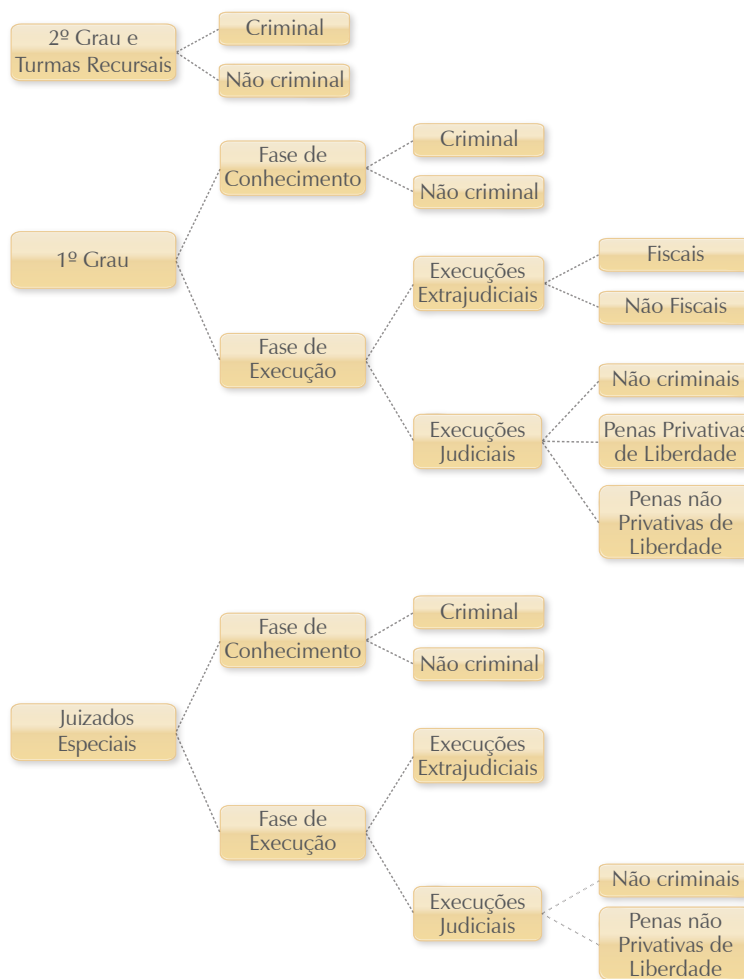 2º Grau e
Turmas Recursais
Criminal
Não criminal
1º Grau
Fase de
Conhecimento
Criminal
Não criminal
Fase de
Execução
Execuções
Extrajudiciais
Fiscais
Não Fiscais
Execuções
Judiciais
Não criminais
Penas Privativas
de Liberdade
Penas não
Privativas de
Liberdade
Juizados
Especiais
Fase de
Conhecimento
Criminal
Não criminal
Fase de
Execução
Execuções
Extrajudiciais
Execuções
Judiciais
Não criminais
Penas não
Privativas de
Liberdade